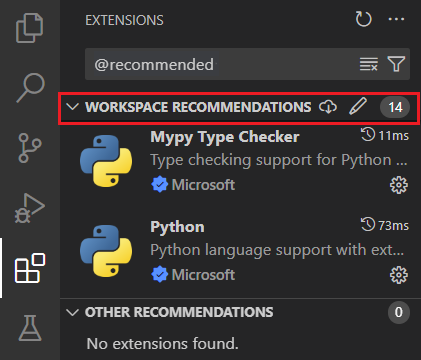 EXTENSIONS
@recommended
WORKSPACE RECOMMENDATIONS 14
Mypy Type Checker 11ms
Type checking support for Python ...
Microsoft
Python 73ms
Python language support with ext...
Microsoft
OTHER RECOMMENDATIONS 0
No extensions found.